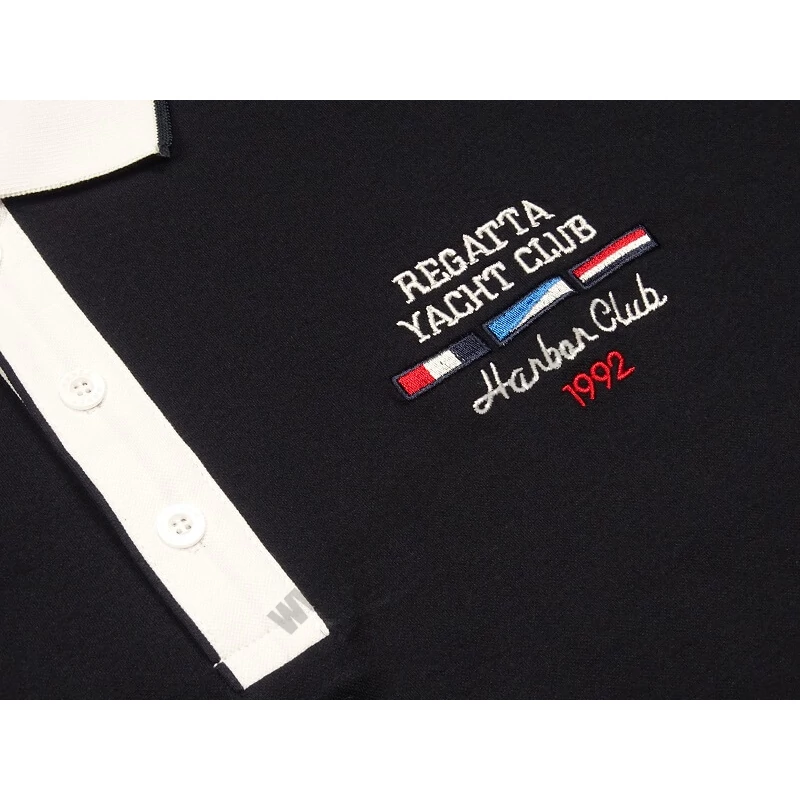 REGATTA
YACHT CLUB
Harbor Club
1992